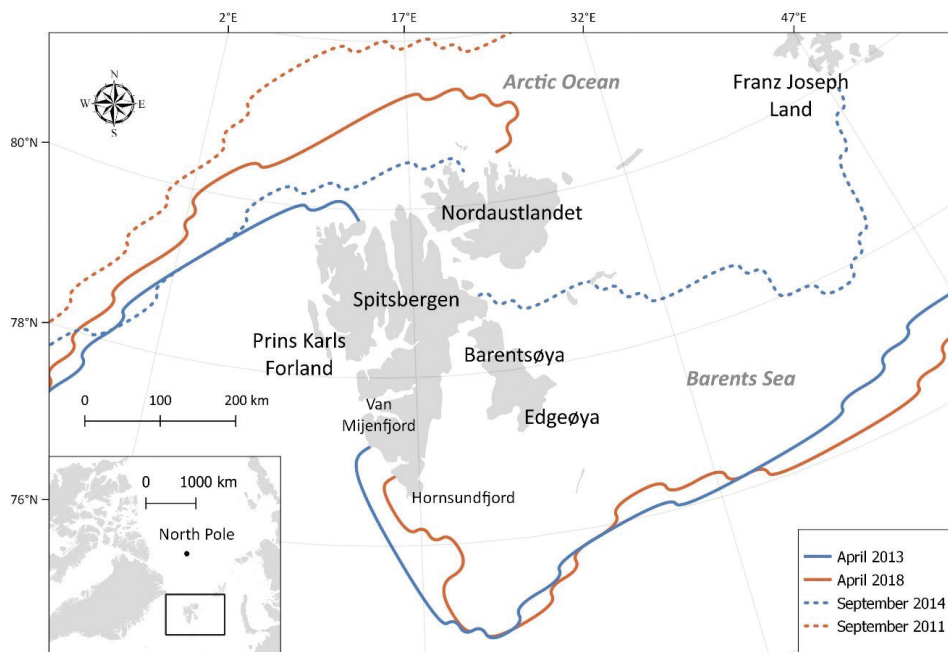 2°E
17°E
32°E
47°E
N
W
E
S
Arctic Ocean
Franz Joseph
Land
80°N
Nordaustlandet
Spitsbergen
78°N
Prins Karls
Forland
Barentsøya
Barents Sea
Van
Mijenfjord
Edgeøya
0 100 200 km
76°N
Hornsundfjord
0 1000 km
North Pole
April 2013
April 2018
September 2014
September 2011